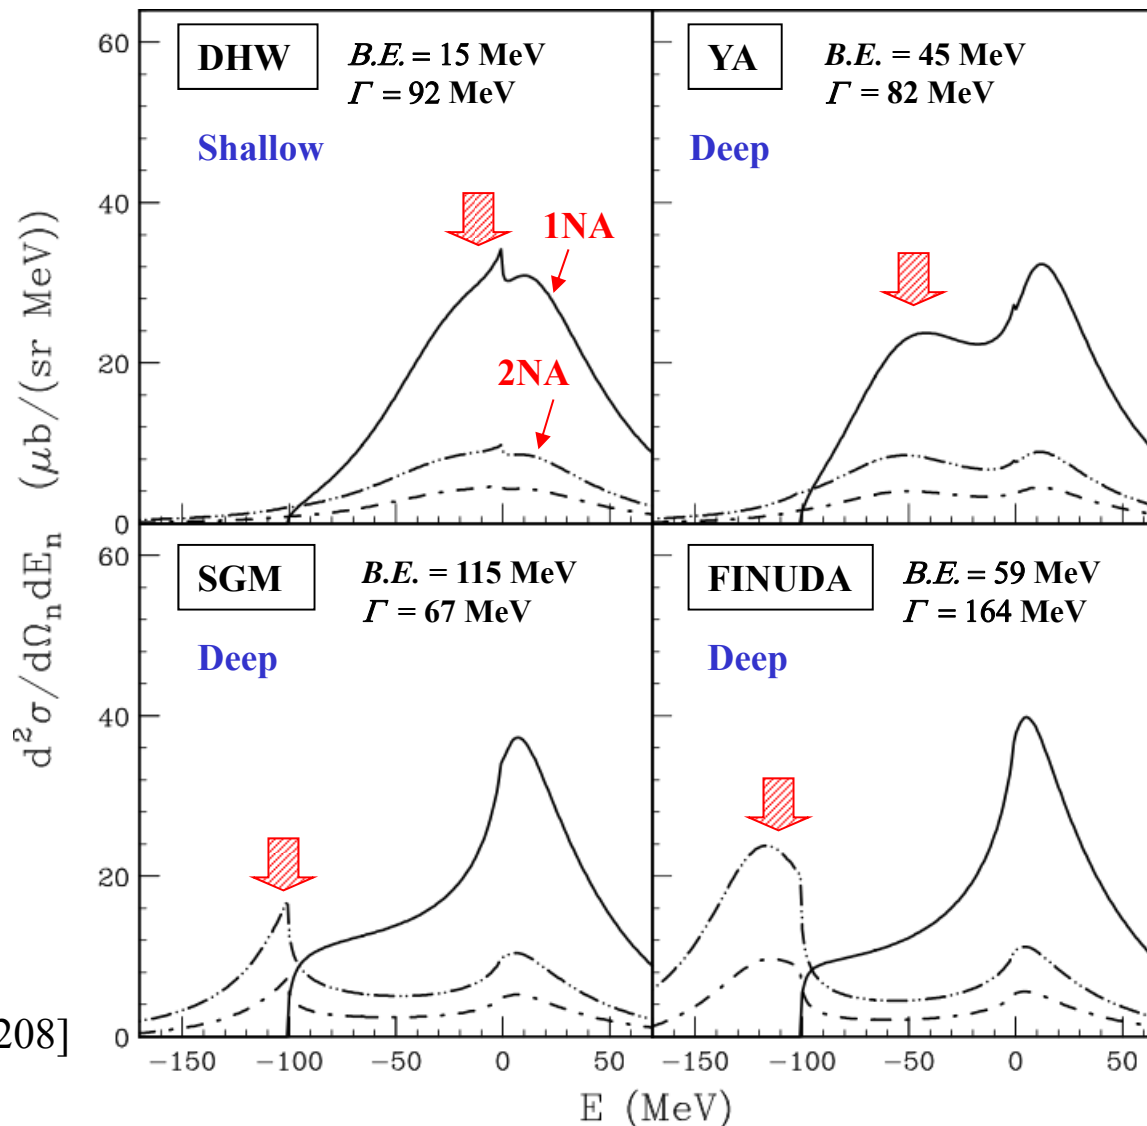 d²σ/dΩₙdEₙ (μb/(sr MeV))
60
40
20
0
DHW
B.E. = 15 MeV
Γ = 92 MeV
Shallow
1NA
2NA
YA
B.E. = 45 MeV
Γ = 82 MeV
Deep
60
40
20
0
SGM
B.E. = 115 MeV
Γ = 67 MeV
Deep
FINUDA
B.E. = 59 MeV
Γ = 164 MeV
Deep
208]
−150 −100 −50 0 50 −150 −100 −50 0 50
E (MeV)